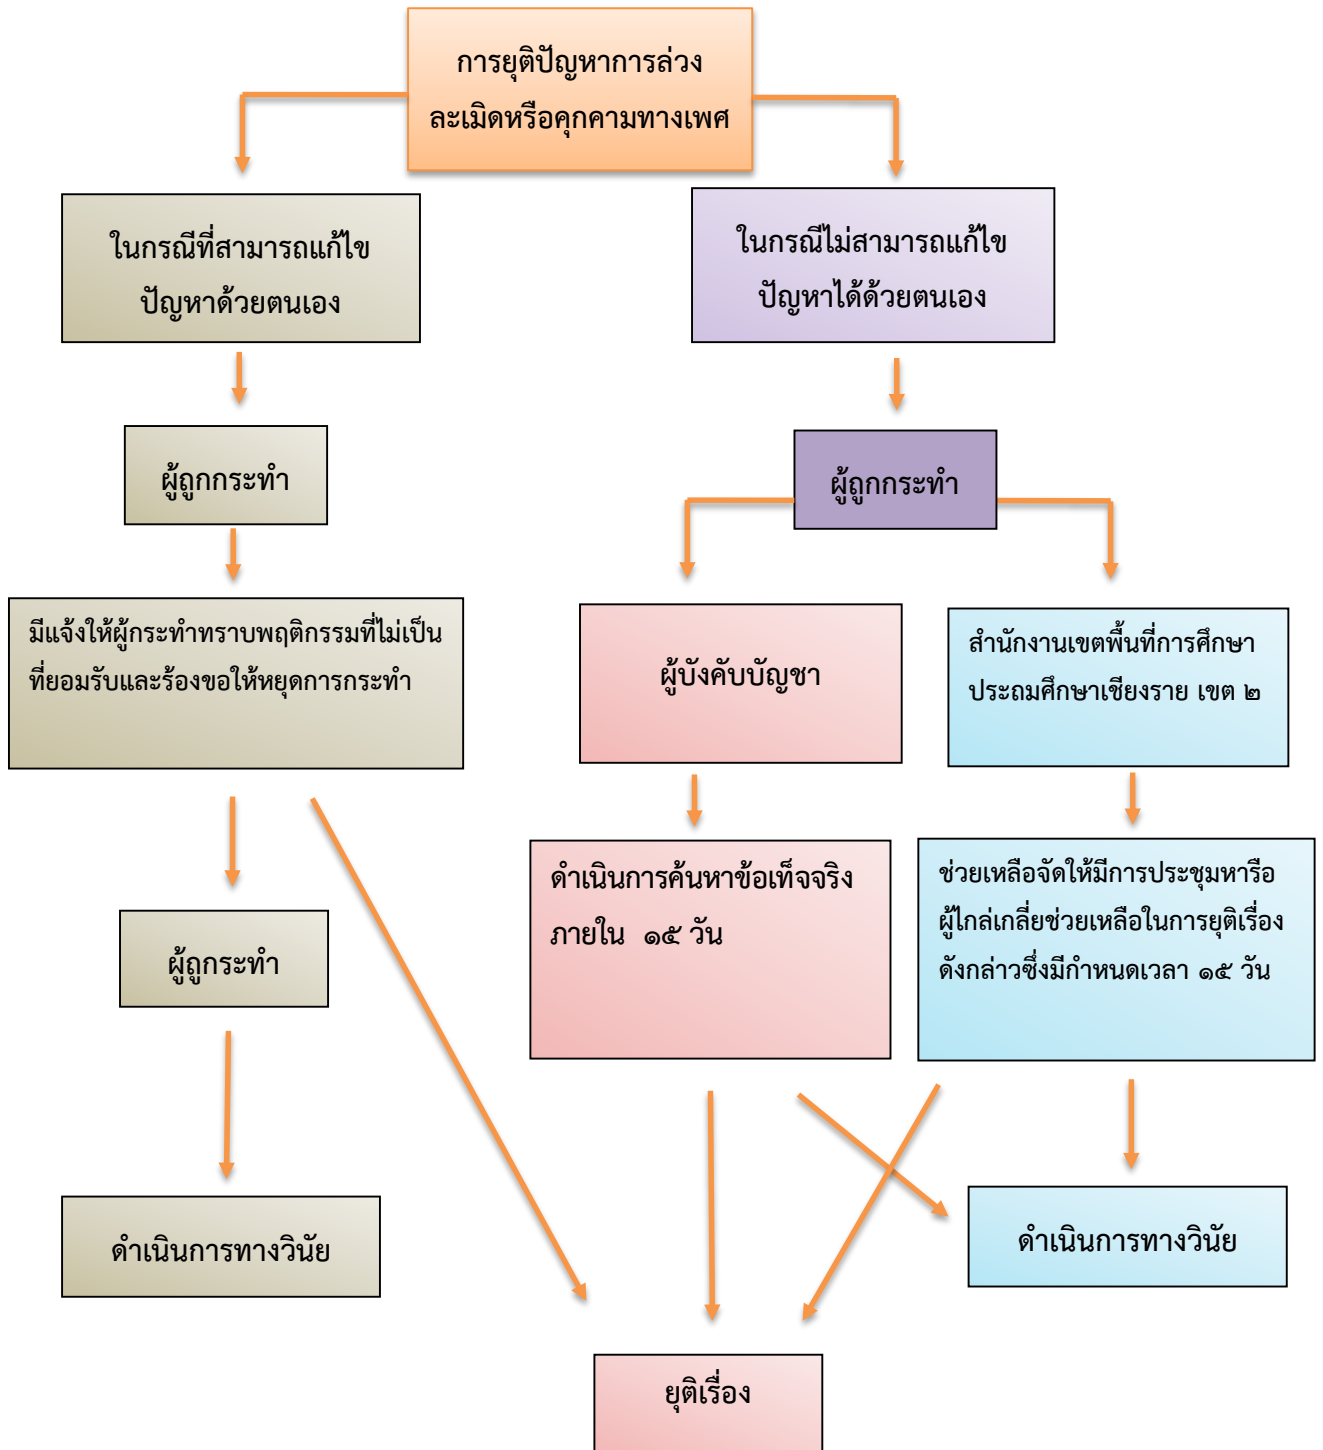 การยุติปัญหาการล่วง
ละเมิดหรือคุกคามทางเพศ
ในกรณีที่สามารถแก้ไข
ปัญหาด้วยตนเอง
ในกรณีไม่สามารถแก้ไข
ปัญหาได้ด้วยตนเอง
ผู้ถูกกระทำ
ผู้ถูกกระทำ
มีแจ้งให้ผู้กระทำทราบพฤติกรรมที่ไม่เป็น
ที่ยอมรับและร้องขอให้หยุดการกระทำ
ผู้บังคับบัญชา
สำนักงานเขตพื้นที่การศึกษา
ประถมศึกษาเชียงราย เขต ๒
ดำเนินการค้นหาข้อเท็จจริง
ภายใน ๑๕ วัน
ช่วยเหลือจัดให้มีการประชุมหารือ
ผู้ไกล่เกลี่ยช่วยเหลือในการยุติเรื่อง
ดังกล่าวซึ่งมีกำหนดเวลา ๑๕ วัน
ผู้ถูระทำ
ดำเนินการทางวินัย
ดำเนินการทางวินัย
ยุติเรื่อง